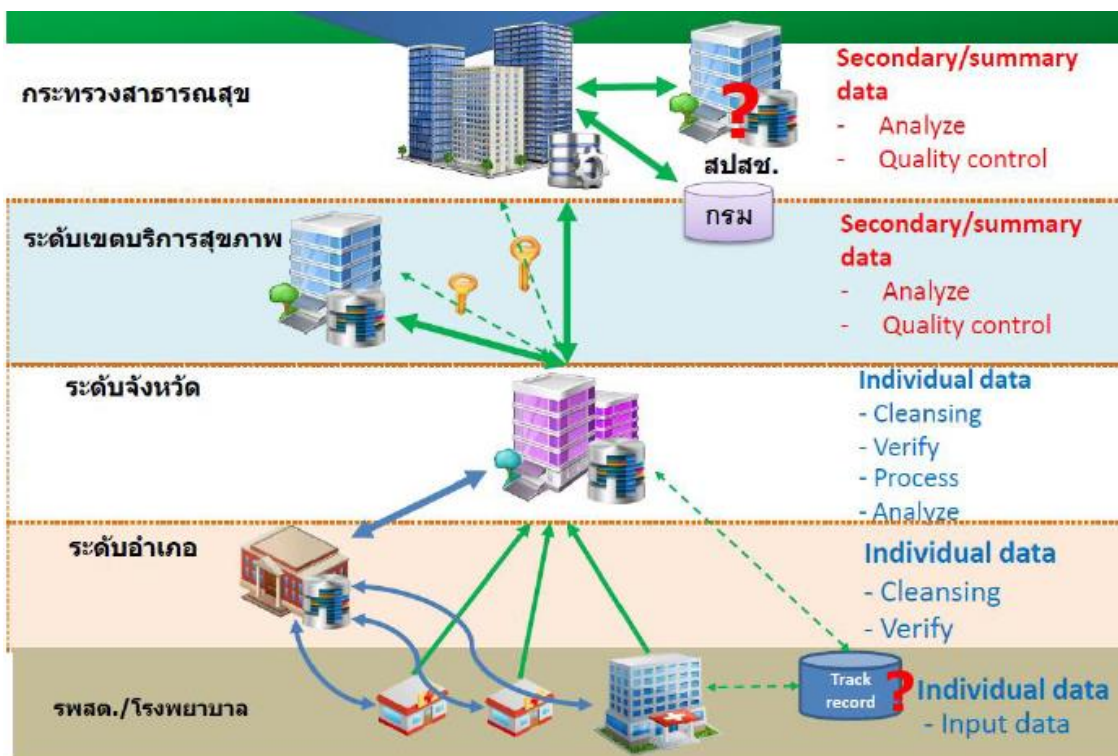 กระทรวงสาธารณสุข
?
สปสช.
กรม
Secondary/summary
data
- Analyze
- Quality control
ระดับเขตบริการสุขภาพ
Secondary/summary
data
- Analyze
- Quality control
ระดับจังหวัด
Individual data
- Cleansing
- Verify
- Process
- Analyze
ระดับอำเภอ
Individual data
- Cleansing
- Verify
รพสต./โรงพยาบาล
Track
record
?
Individual data
- Input data